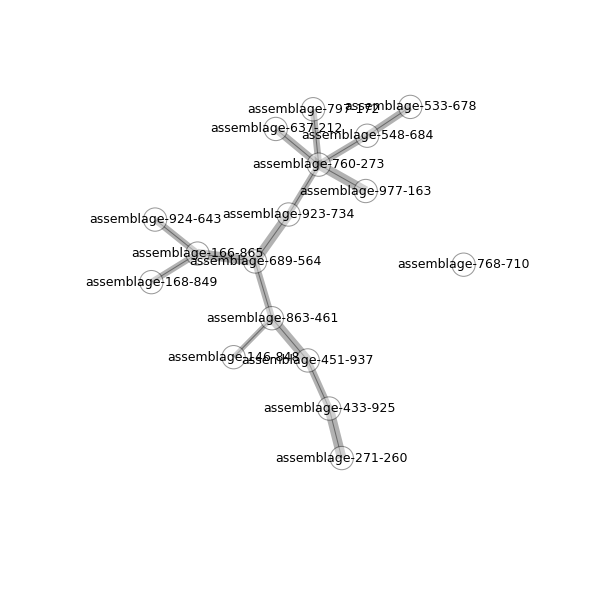 assemblage-797-172
assemblage-533-678
assemblage-637-212
assemblage-548-684
assemblage-760-273
assemblage-977-163
assemblage-923-734
assemblage-924-643
assemblage-166-865
assemblage-689-564
assemblage-768-710
assemblage-168-849
assemblage-863-461
assemblage-146-848
assemblage-451-937
assemblage-433-925
assemblage-271-260